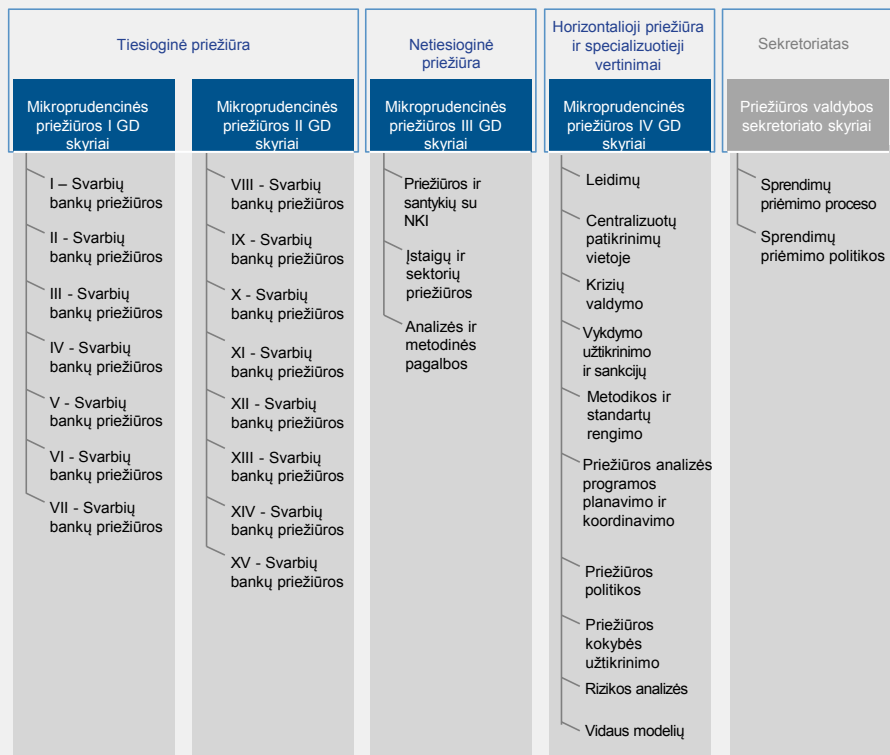 Tiesioginė priežiūra
Mikroprudencinės
priežiūros I GD
skyriai
I – Svarbių
bankų priežiūros
II - Svarbių
bankų priežiūros
III - Svarbių
bankų priežiūros
IV - Svarbių
bankų priežiūros
V - Svarbių
bankų priežiūros
VI - Svarbių
bankų priežiūros
VII - Svarbių
bankų priežiūros
Mikroprudencinės
priežiūros II GD
skyriai
VIII - Svarbių
bankų priežiūros
IX - Svarbių
bankų priežiūros
X - Svarbių
bankų priežiūros
XI - Svarbių
bankų priežiūros
XII - Svarbių
bankų priežiūros
XIII - Svarbių
bankų priežiūros
XIV - Svarbių
bankų priežiūros
XV - Svarbių
bankų priežiūros
Netiesioginė
priežiūra
Mikroprudencinės
priežiūros III GD
skyriai
Priežiūros ir
santykių su
NKI
Įstaigų ir
sektorių
priežiūros
Analizės ir
metodinės
pagalbos
Horizontalioji priežiūra
ir specializuotieji
vertinimai
Mikroprudencinės
priežiūros IV GD
skyriai
Leidimų
Centralizuotų
patikrinimų
vietoje
Krizių
valdymo
Vykdymo
užtikrinimo
ir sankcijų
Metodikos ir
standartų
rengimo
Priežiūros analizės
programos
planavimo ir
koordinavimo
Priežiūros
politikos
Priežiūros
kokybės
užtikrinimo
Rizikos analizės
Vidaus modelių
Sekretoriatas
Priežiūros valdybos
sekretoriato skyriai
Sprendimų
priėmimo proceso
Sprendimų
priėmimo politikos